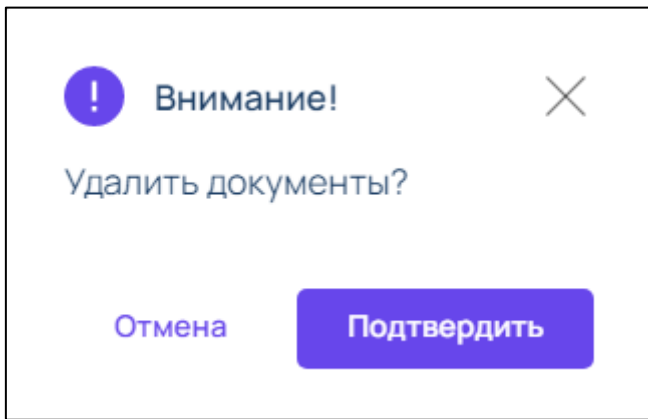 Внимание!
Удалить документы?
Отмена
Подтвердить